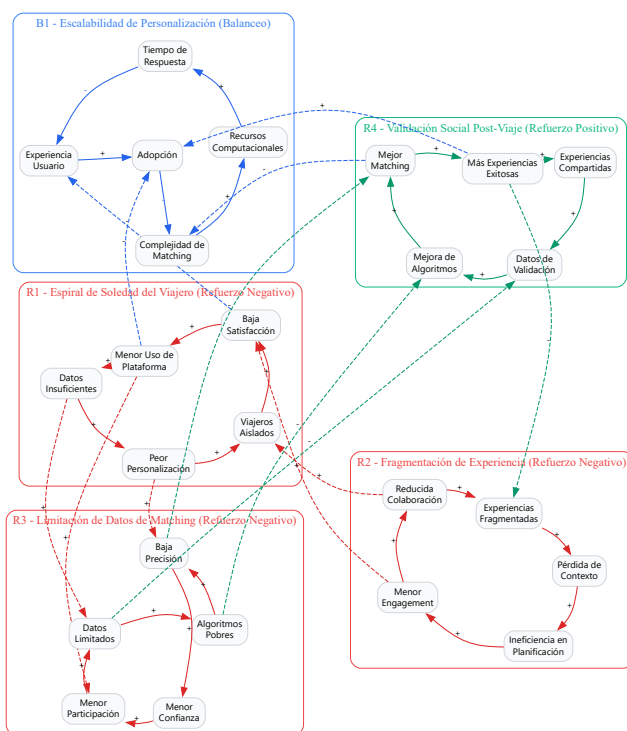 B1 - Escalabilidad de Personalización (Balanceo)
Tiempo de
Respuesta
Experiencia
Usuario
Adopción
Recursos
Computacionales
Complejidad de
Matching
R4 - Validación Social Post-Viaje (Refuerzo Positivo)
Mejor
Matching
Más Experiencias
Exitosas
Experiencias
Compartidas
Mejora de
Algoritmos
Datos de
Validación
R1 - Espiral de Soledad del Viajero (Refuerzo Negativo)
Baja
Satisfacción
Menor Uso de
Plataforma
Datos
Insuficientes
Viajeros
Aislados
Peor
Personalización
R2 - Fragmentación de Experiencia (Refuerzo Negativo)
Reducida
Colaboración
Experiencias
Fragmentadas
Pérdida de
Contexto
Menor
Engagement
Ineficiencia en
Planificación
R3 - Limitación de Datos de Matching (Refuerzo Negativo)
Baja
Precisión
Datos
Limitados
Algoritmos
Pobres
Menor
Participación
Menor
Confianza